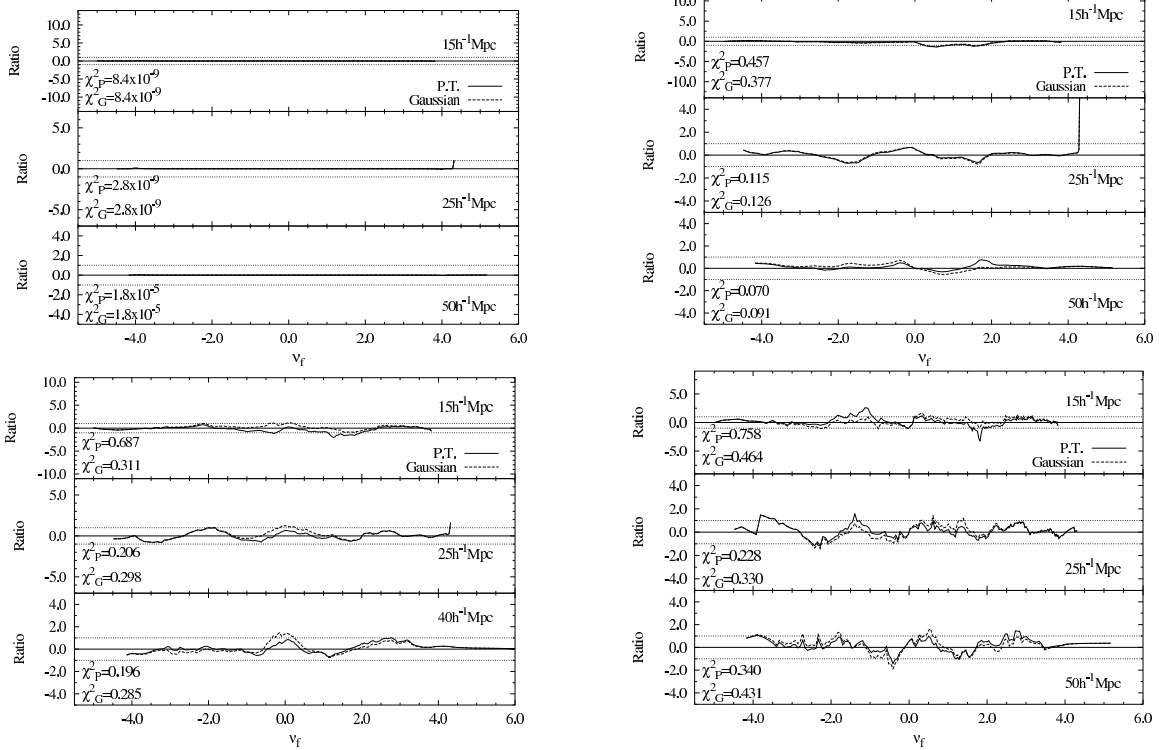 10.0
5.0
0.0
-5.0
-10.0
Ratio
15h⁻¹Mpc
χ²P=8.4x10⁻⁹
χ²G=8.4x10⁻⁹
P.T.
Gaussian
5.0
0.0
-5.0
Ratio
χ²P=2.8x10⁻⁹
χ²G=2.8x10⁻⁹
25h⁻¹Mpc
4.0
2.0
0.0
-2.0
-4.0
Ratio
χ²P=1.8x10⁻⁵
χ²G=1.8x10⁻⁵
50h⁻¹Mpc
-4.0 -2.0 0.0 2.0 4.0 6.0
νf
10.0
5.0
0.0
-5.0
-10.0
Ratio
15h⁻¹Mpc
χ²P=0.457
χ²G=0.377
P.T.
Gaussian
4.0
2.0
0.0
-2.0
-4.0
Ratio
χ²P=0.115
χ²G=0.126
25h⁻¹Mpc
4.0
2.0
0.0
-2.0
-4.0
Ratio
χ²P=0.070
χ²G=0.091
50h⁻¹Mpc
-4.0 -2.0 0.0 2.0 4.0 6.0
νf
10.0
5.0
0.0
-5.0
-10.0
Ratio
15h⁻¹Mpc
χ²P=0.687
χ²G=0.311
P.T.
Gaussian
5.0
0.0
-5.0
Ratio
χ²P=0.206
χ²G=0.298
25h⁻¹Mpc
4.0
2.0
0.0
-2.0
-4.0
Ratio
40h⁻¹Mpc
χ²P=0.196
χ²G=0.285
-4.0 -2.0 0.0 2.0 4.0 6.0
νf
5.0
0.0
-5.0
Ratio
15h⁻¹Mpc
χ²P=0.758
χ²G=0.464
P.T.
Gaussian
4.0
2.0
0.0
-2.0
-4.0
Ratio
χ²P=0.228
χ²G=0.330
25h⁻¹Mpc
4.0
2.0
0.0
-2.0
-4.0
Ratio
χ²P=0.340
χ²G=0.431
50h⁻¹Mpc
-4.0 -2.0 0.0 2.0 4.0 6.0
νf